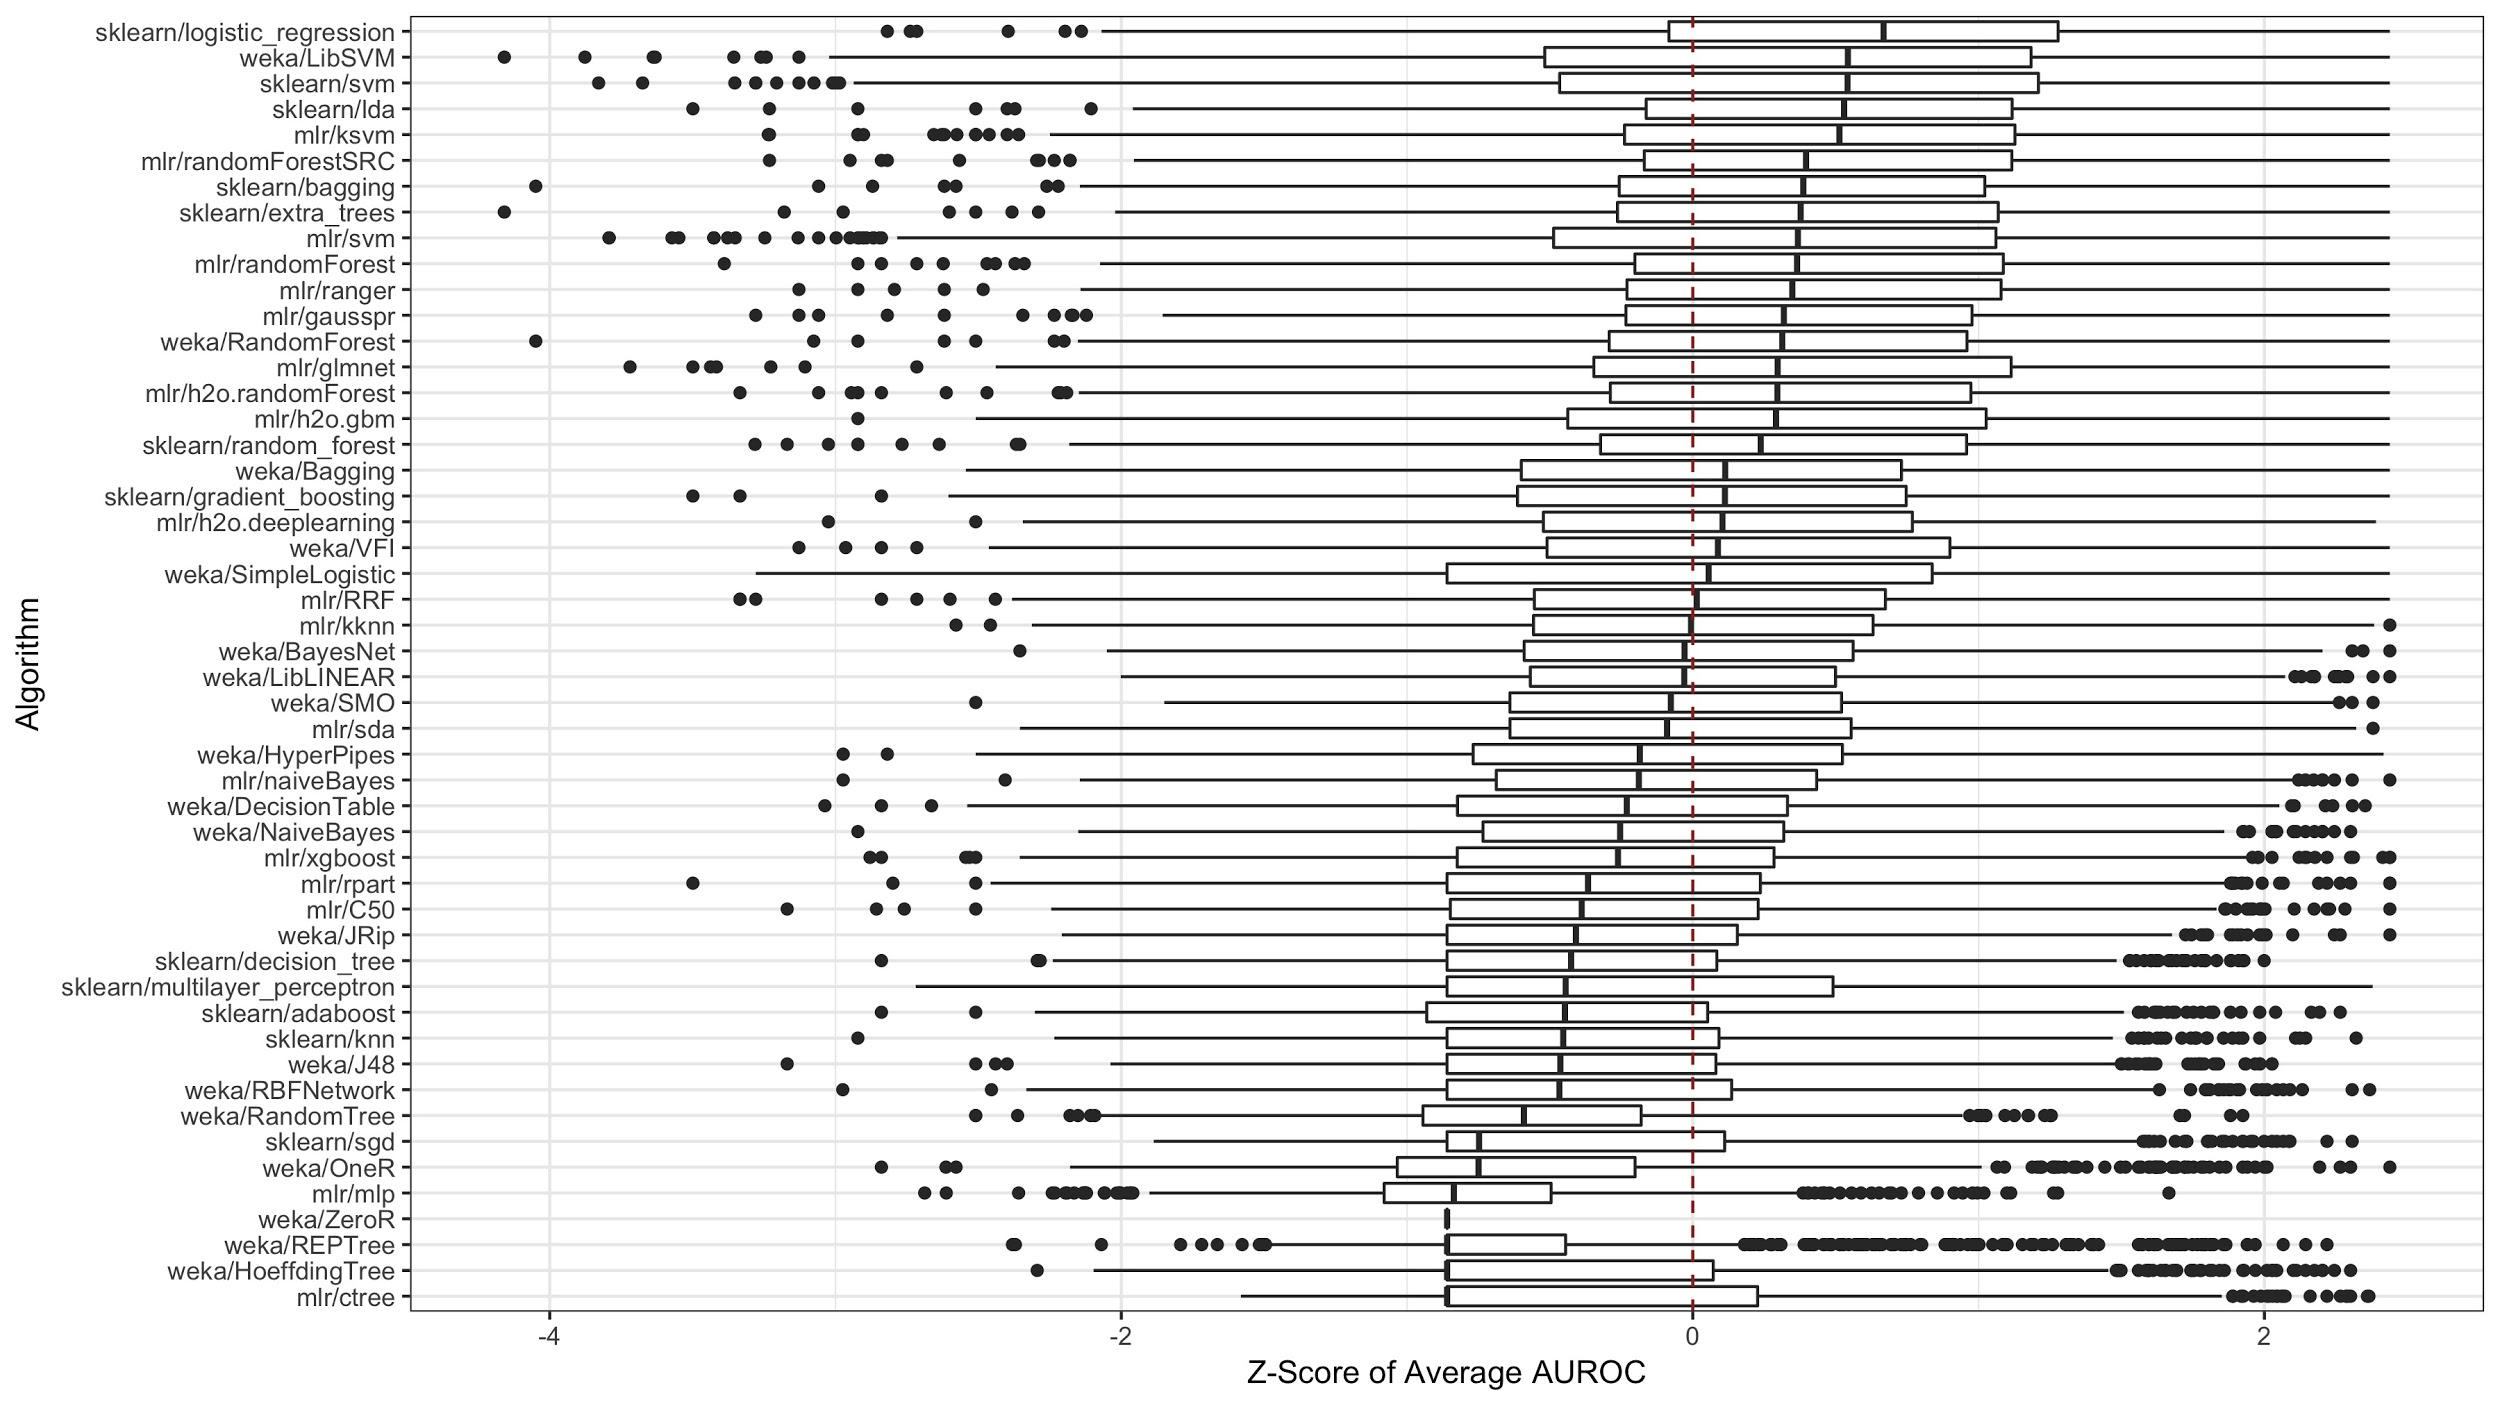 sklearn/logistic_regression
weka/LibSVM
sklearn/svm
sklearn/lda
mlr/ksvm
mlr/randomForestSRC
sklearn/bagging
sklearn/extra_trees
mlr/svm
mlr/randomForest
mlr/ranger
mlr/gausspr
weka/RandomForest
mlr/glmnet
mlr/h2o.randomForest
mlr/h2o.gbm
sklearn/random_forest
weka/Bagging
sklearn/gradient_boosting
mlr/h2o.deeplearning
weka/VFI
weka/SimpleLogistic
mlr/RRF
mlr/kknn
weka/BayesNet
weka/LibLINEAR
weka/SMO
mlr/sda
weka/HyperPipes
mlr/naiveBayes
weka/DecisionTable
weka/NaiveBayes
mlr/xgboost
mlr/rpart
mlr/C50
weka/JRip
sklearn/decision_tree
sklearn/multilayer_perceptron
sklearn/adaboost
sklearn/knn
weka/J48
weka/RBFNetwork
weka/RandomTree
sklearn/sgd
weka/OneR
mlr/mlp
weka/ZeroR
weka/REPTree
weka/HoeffdingTree
mlr/ctree
Algorithm
-4 -2 0 2
Z-Score of Average AUROC